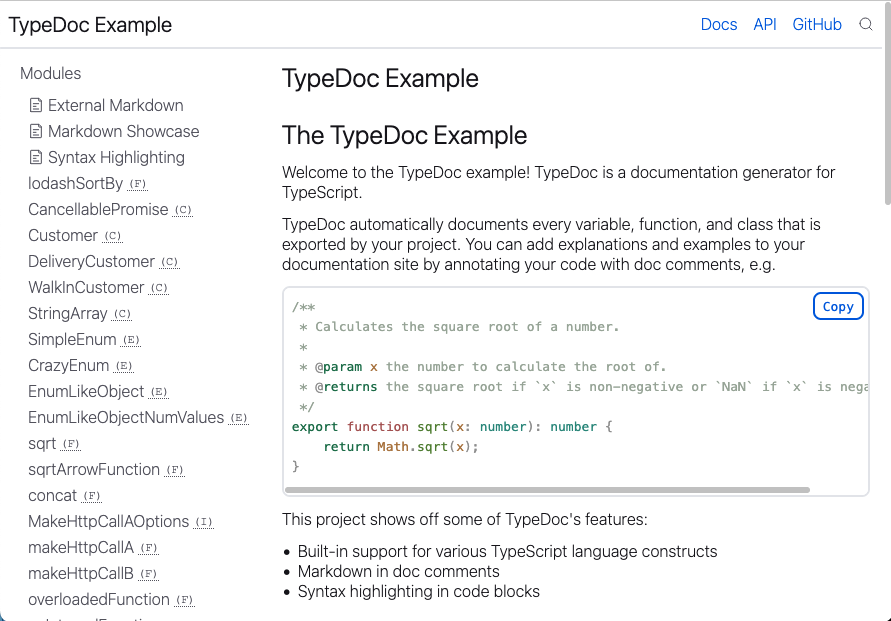 TypeDoc Example
Docs API GitHub
Modules
External Markdown
Markdown Showcase
Syntax Highlighting
lodashSortBy (F)
CancellablePromise (C)
Customer (C)
DeliveryCustomer (C)
WalkInCustomer (C)
StringArray (C)
SimpleEnum (E)
CrazyEnum (E)
EnumLikeObject (E)
EnumLikeObjectNumValues (E)
sqrt (F)
sqrtArrowFunction (F)
concat (F)
MakeHttpCallAOptions (I)
makeHttpCallA (F)
makeHttpCallB (F)
overloadedFunction (F)
TypeDoc Example
The TypeDoc Example
Welcome to the TypeDoc example! TypeDoc is a documentation generator for
TypeScript.
TypeDoc automatically documents every variable, function, and class that is
exported by your project. You can add explanations and examples to your
documentation site by annotating your code with doc comments, e.g.
Copy
/**
 * Calculates the square root of a number.
 *
 * @param x the number to calculate the root of.
 * @returns the square root if `x` is non-negative or `NaN` if `x` is nega
 */
export function sqrt(x: number): number {
    return Math.sqrt(x);
}
This project shows off some of TypeDoc's features:
• Built-in support for various TypeScript language constructs
• Markdown in doc comments
• Syntax highlighting in code blocks